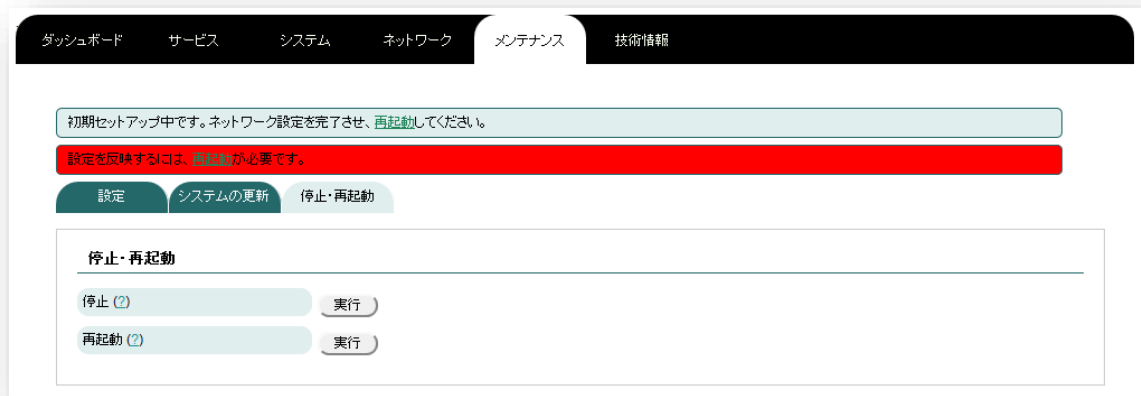 ダッシュボード サービス システム ネットワーク メンテナンス 技術情報
初期セットアップ中です。ネットワーク設定を完了させ、再起動してください。
設定を反映するには、再起動が必要です。
設定 システムの更新 停止・再起動
停止・再起動
停止 (?) 実行
再起動 (?) 実行